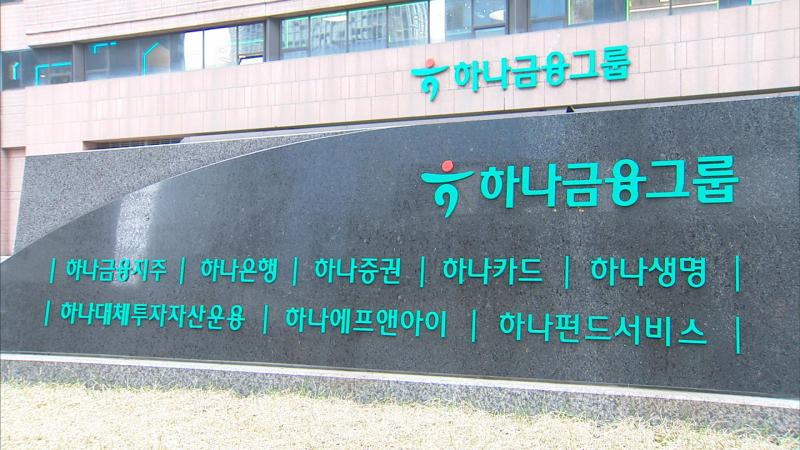 하나금융그룹
하나금융그룹
| 하나금융지주 | 하나은행 | 하나증권 | 하나카드 | 하나생명 |
| 하나대체투자자산운용 | 하나에프앤아이 | 하나펀드서비스 |